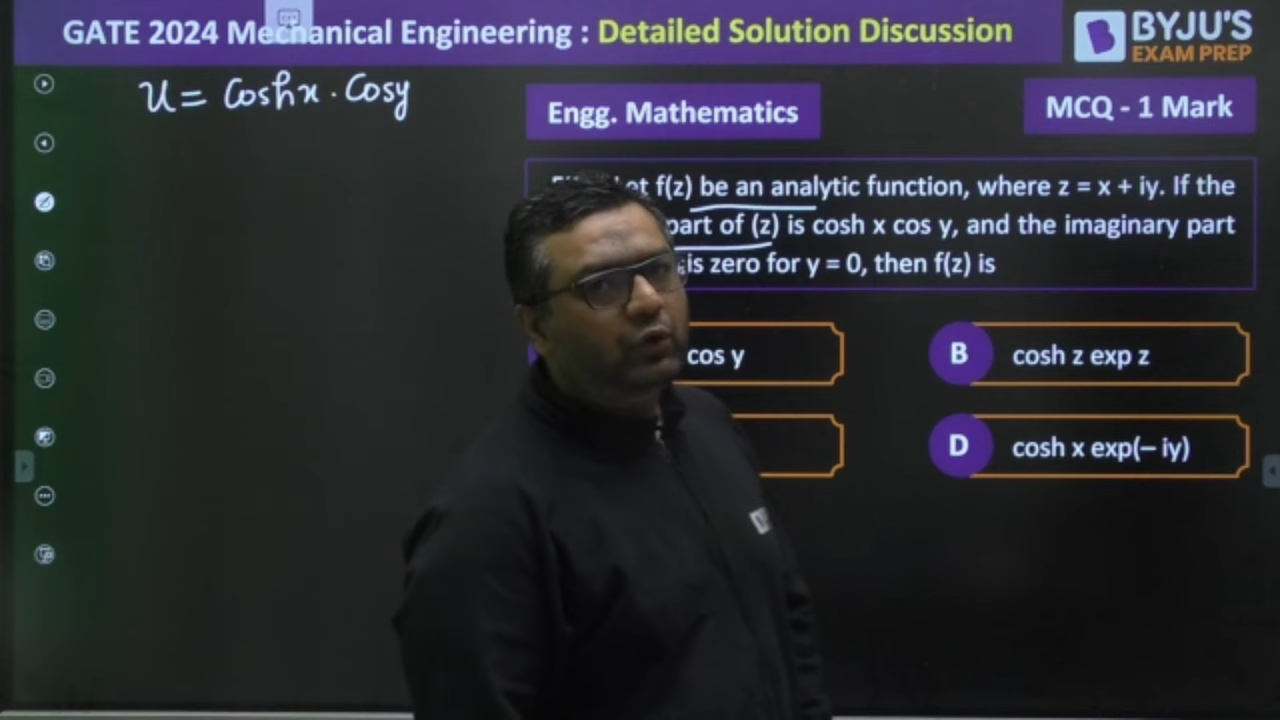 GATE 2024 Mechanical Engineering : Detailed Solution Discussion
BYJU'S
EXAM PREP
u = Coshx . Cosy
Engg. Mathematics
MCQ - 1 Mark
f(z) be an analytic function, where z = x + iy. If the
part of (z) is cosh x cos y, and the imaginary part
is zero for y = 0, then f(z) is
cos y
B cosh z exp z
D cosh x exp(– iy)